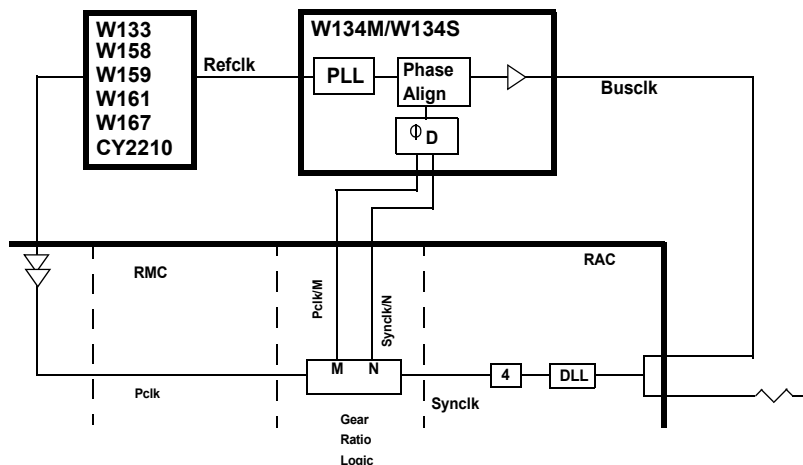 W133
W158
W159
W161
W167
CY2210
Refclk
W134M/W134S
PLL
Phase
Align
Φ D
Busclk
RMC
RAC
Pclk/M
Synclk/N
M N
Pclk
Synclk
4
DLL
Gear
Ratio
Logic